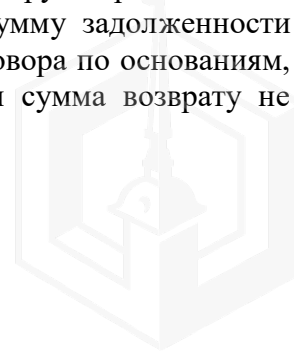 умму задолженности
овора по основаниям,
сумма возврату не